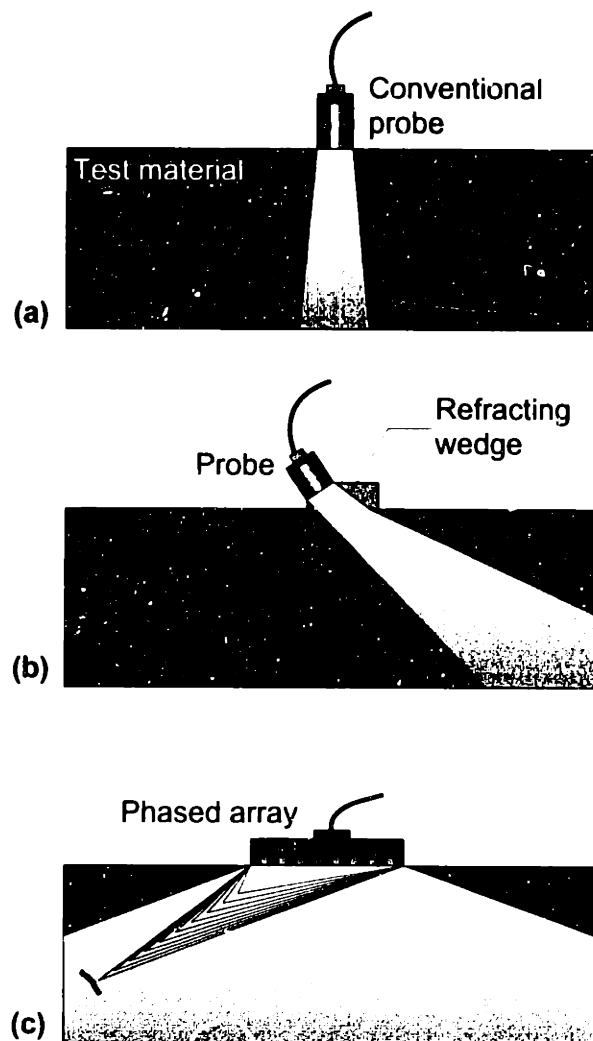 Conventional
probe
Test material
(a)
Refracting
wedge
Probe
(b)
Phased array
(c)